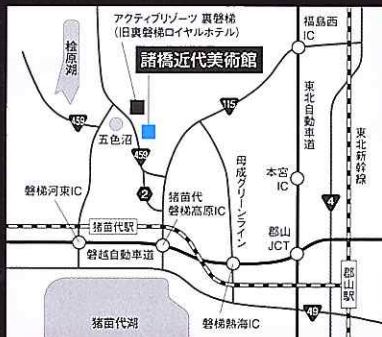 アクティブリゾーツ 裏磐梯
(旧裏磐梯ロイヤルホテル)
福島西
IC
桧原湖
諸橋近代美術館
115
東北自動車道
東北新幹線
459
五色沼
459
母成グリーンライン
本宮
IC
4
2
磐梯河東IC
猪苗代
磐梯高原IC
郡山
JCT
猪苗代駅
磐越自動車道
郡山駅
猪苗代湖
磐梯熱海IC
49